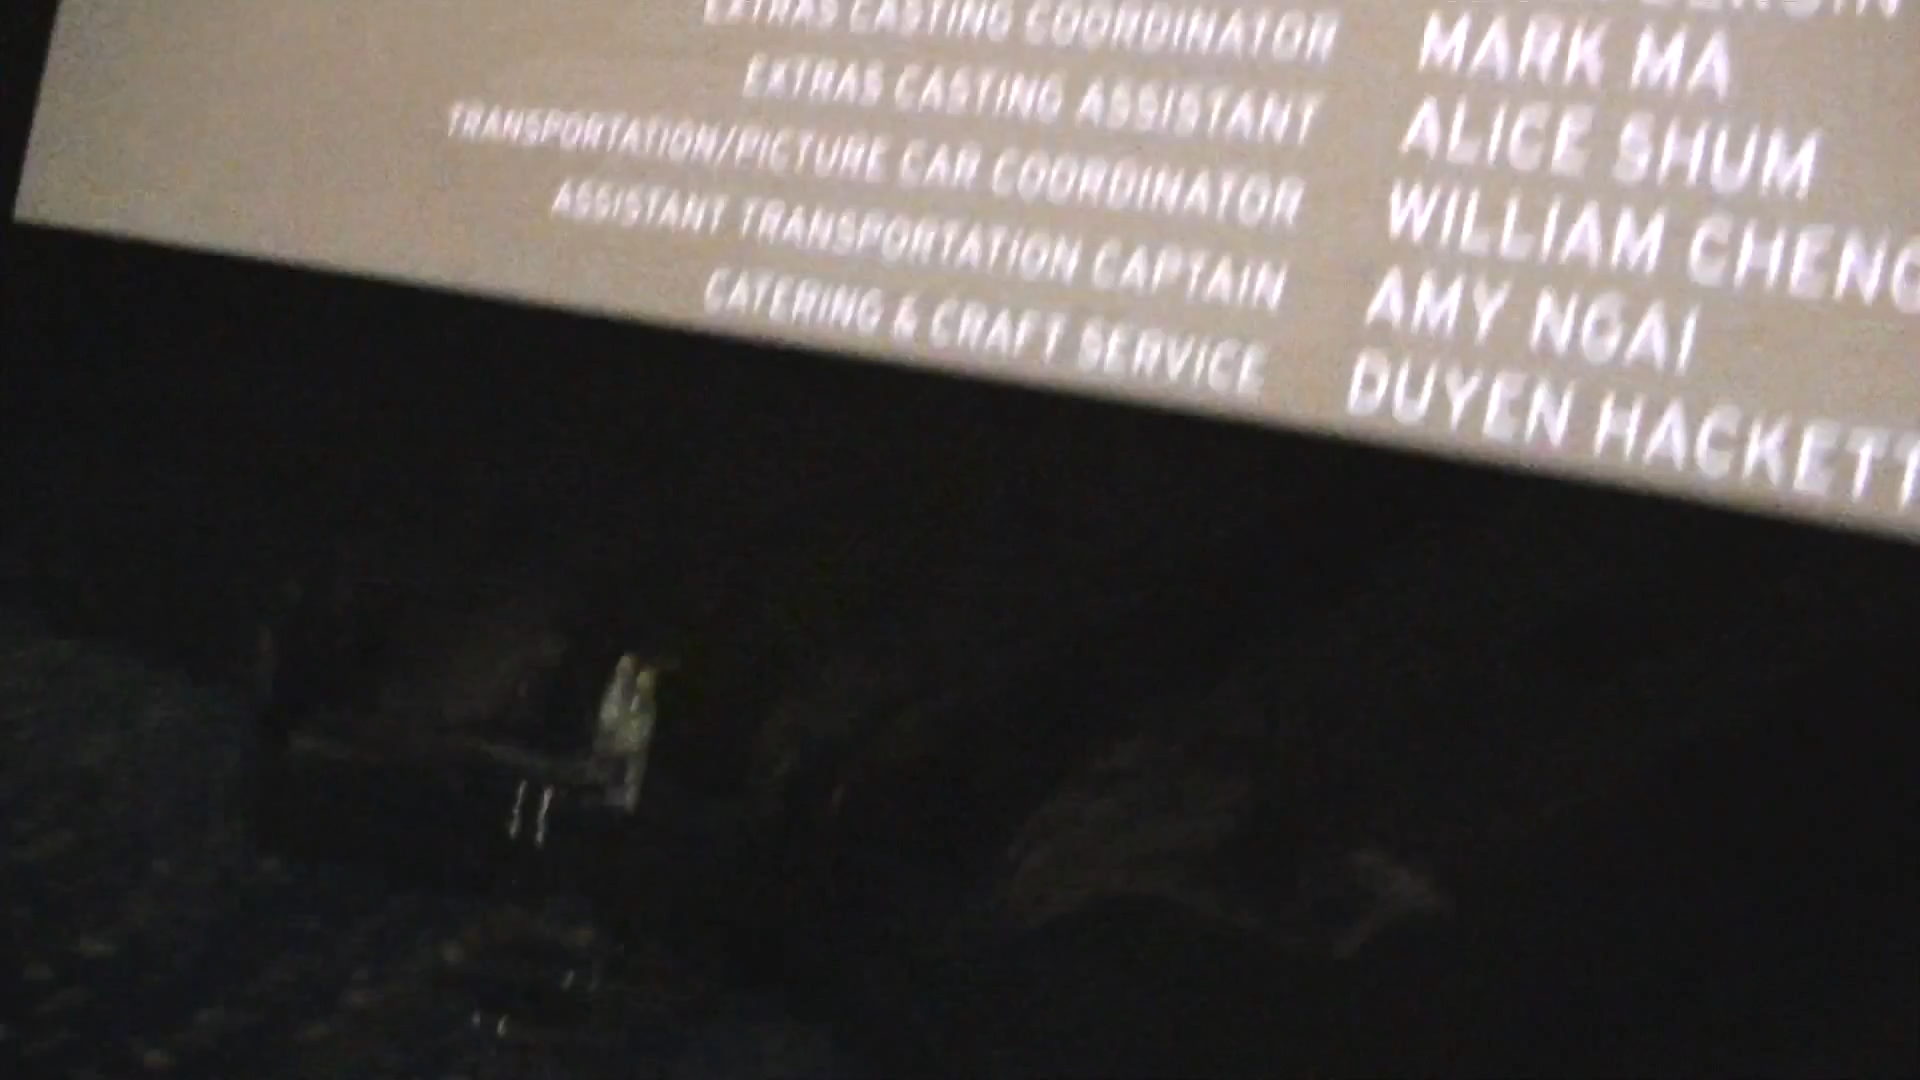 EXTRAS CASTING COORDINATOR MARK MA
EXTRAS CASTING ASSISTANT ALICE SHUM
TRANSPORTATION/PICTURE CAR COORDINATOR WILLIAM CHENG
ASSISTANT TRANSPORTATION CAPTAIN AMY NGAI
CATERING & CRAFT SERVICE DUYEN HACKETT